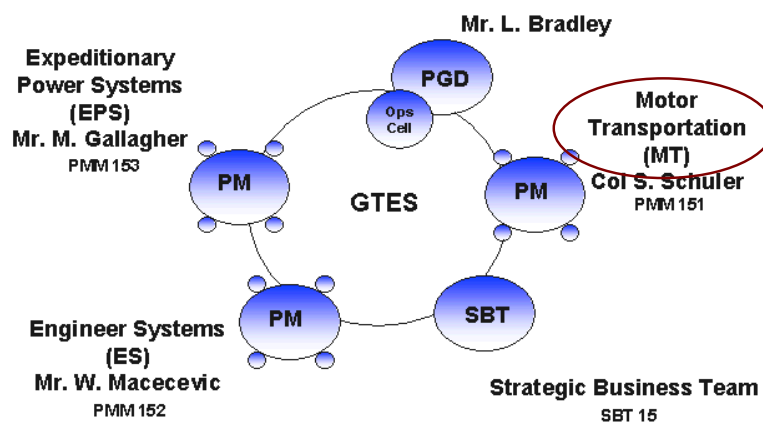 Mr. L. Bradley
PGD
Ops
Cell
Expeditionary
Power Systems
(EPS)
Mr. M. Gallagher
PMM 153
PM
Motor
Transportation
(MT)
Col S. Schuler
PMM 151
PM
GTES
PM
SBT
Engineer Systems
(ES)
Mr. W. Macecevic
PMM 152
Strategic Business Team
SBT 15